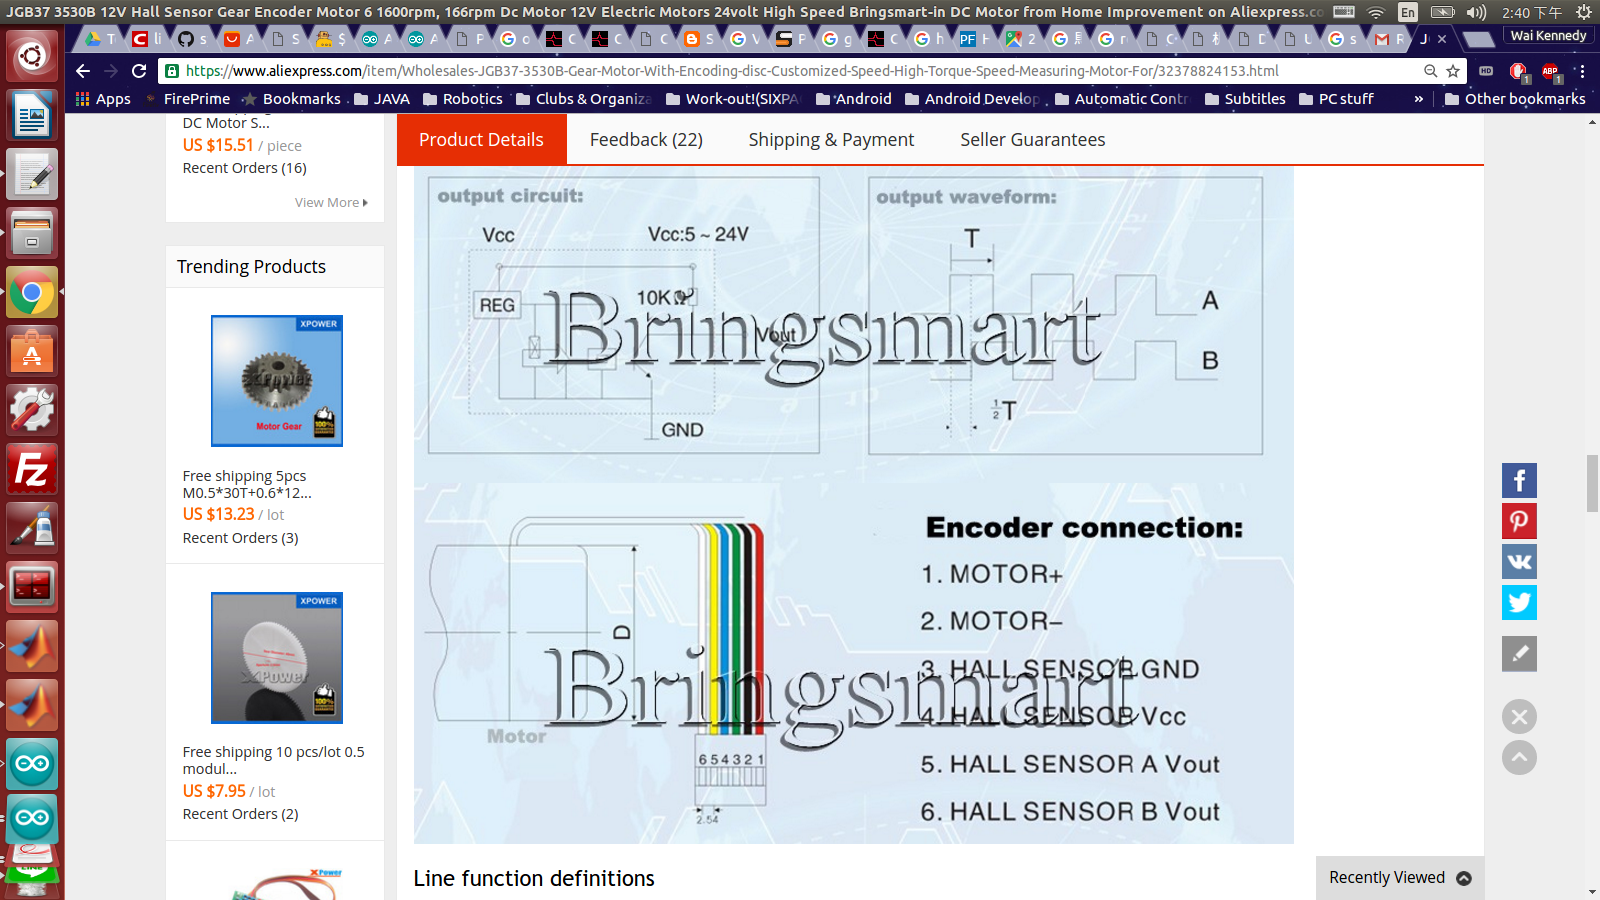 JGB37 3530B 12V Hall Sensor Gear Encoder Motor 6 1600rpm, 166rpm Dc Motor 12V Electric Motors 24volt High Speed Bringsmart-in DC Motor from Home Improvement on Aliexpress.co
En
2:40 下午
Wai Kennedy
https://www.aliexpress.com/item/Wholesales-JGB37-3530B-Gear-Motor-With-Encoding-disc-Customized-Speed-High-Torque-Speed-Measuring-Motor-For/32378824153.html
Apps
FirePrime
Bookmarks
JAVA
Robotics
Clubs & Organiza
Work-out!(SIXPA
Android
Android Develop
Automatic Contr
Subtitles
PC stuff
»
Other bookmarks
DC Motor S...
US $15.51 / piece
Recent Orders (16)
View More
Trending Products
XPOWER
XPower
Motor Gear
100%
Free shipping 5pcs
M0.5*30T+0.6*12...
US $13.23 / lot
Recent Orders (3)
XPOWER
XPower
100%
Free shipping 10 pcs/lot 0.5
modul...
US $7.95 / lot
Recent Orders (2)
XPower
Product Details
Feedback (22)
Shipping & Payment
Seller Guarantees
output circuit:
Vcc
Vcc:5 ~ 24V
REG
10KΩ
Vout
GND
output waveform:
T
A
B
½T
Bringsmart
D
Motor
6 5 4 3 2 1
2.54
Encoder connection:
1. MOTOR+
2. MOTOR−
3. HALL SENSOR GND
4. HALL SENSOR Vcc
5. HALL SENSOR A Vout
6. HALL SENSOR B Vout
Bringsmart
Line function definitions
Recently Viewed